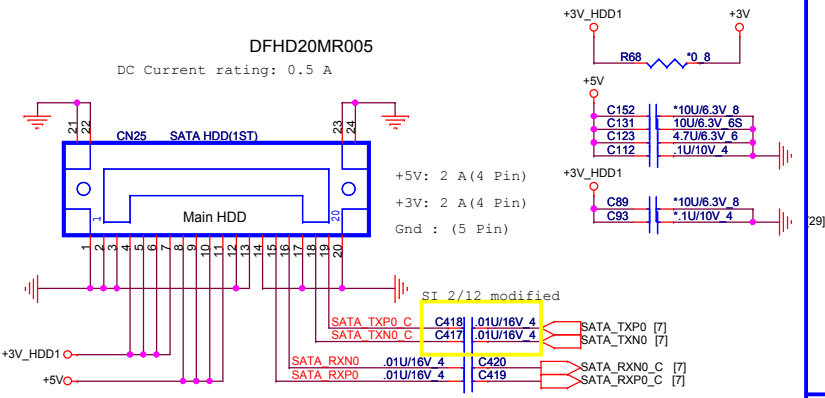 +3V_HDD1 +3V
DFHD20MR005
R68 *0_8
DC Current rating: 0.5 A
+5V
21 22 23 24
C152 *10U/6.3V_8
C131 10U/6.3V_6S
CN25 SATA HDD(1ST)
C123 4.7U/6.3V_6
C112 .1U/10V_4
+5V: 2 A(4 Pin)
+3V_HDD1
+3V: 2 A(4 Pin)
C89 *10U/6.3V_8
1 Main HDD 20
C93 *.1U/10V_4
[29]
Gnd : (5 Pin)
1 2 3 4 5 6 7 8 9 10 11 12 13 14 15 16 17 18 19 20
SI 2/12 modified
SATA_TXP0_C C418 .01U/16V_4 SATA_TXP0 [7]
SATA_TXN0_C C417 .01U/16V_4 SATA_TXN0 [7]
+3V_HDD1
SATA_RXN0 .01U/16V_4 C420 SATA_RXN0_C [7]
SATA_RXP0 .01U/16V_4 C419 SATA_RXP0_C [7]
+5V